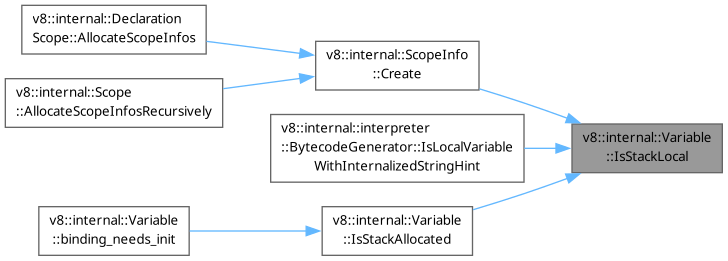 v8::internal::Declaration
Scope::AllocateScopeInfos
v8::internal::Scope
::AllocateScopeInfosRecursively
v8::internal::ScopeInfo
::Create
v8::internal::interpreter
::BytecodeGenerator::IsLocalVariable
WithInternalizedStringHint
v8::internal::Variable
::IsStackLocal
v8::internal::Variable
::binding_needs_init
v8::internal::Variable
::IsStackAllocated